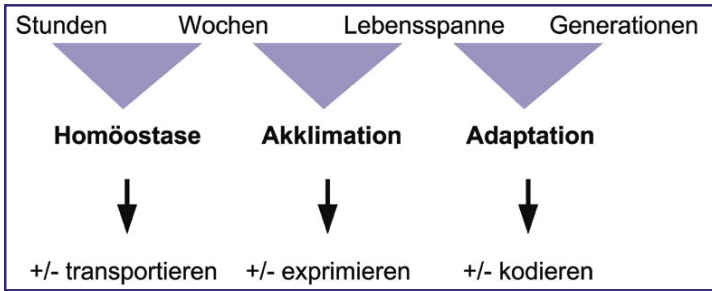 Stunden Wochen Lebensspanne Generationen
Homöostase Akklimation Adaptation
+/- transportieren +/- exprimieren +/- kodieren